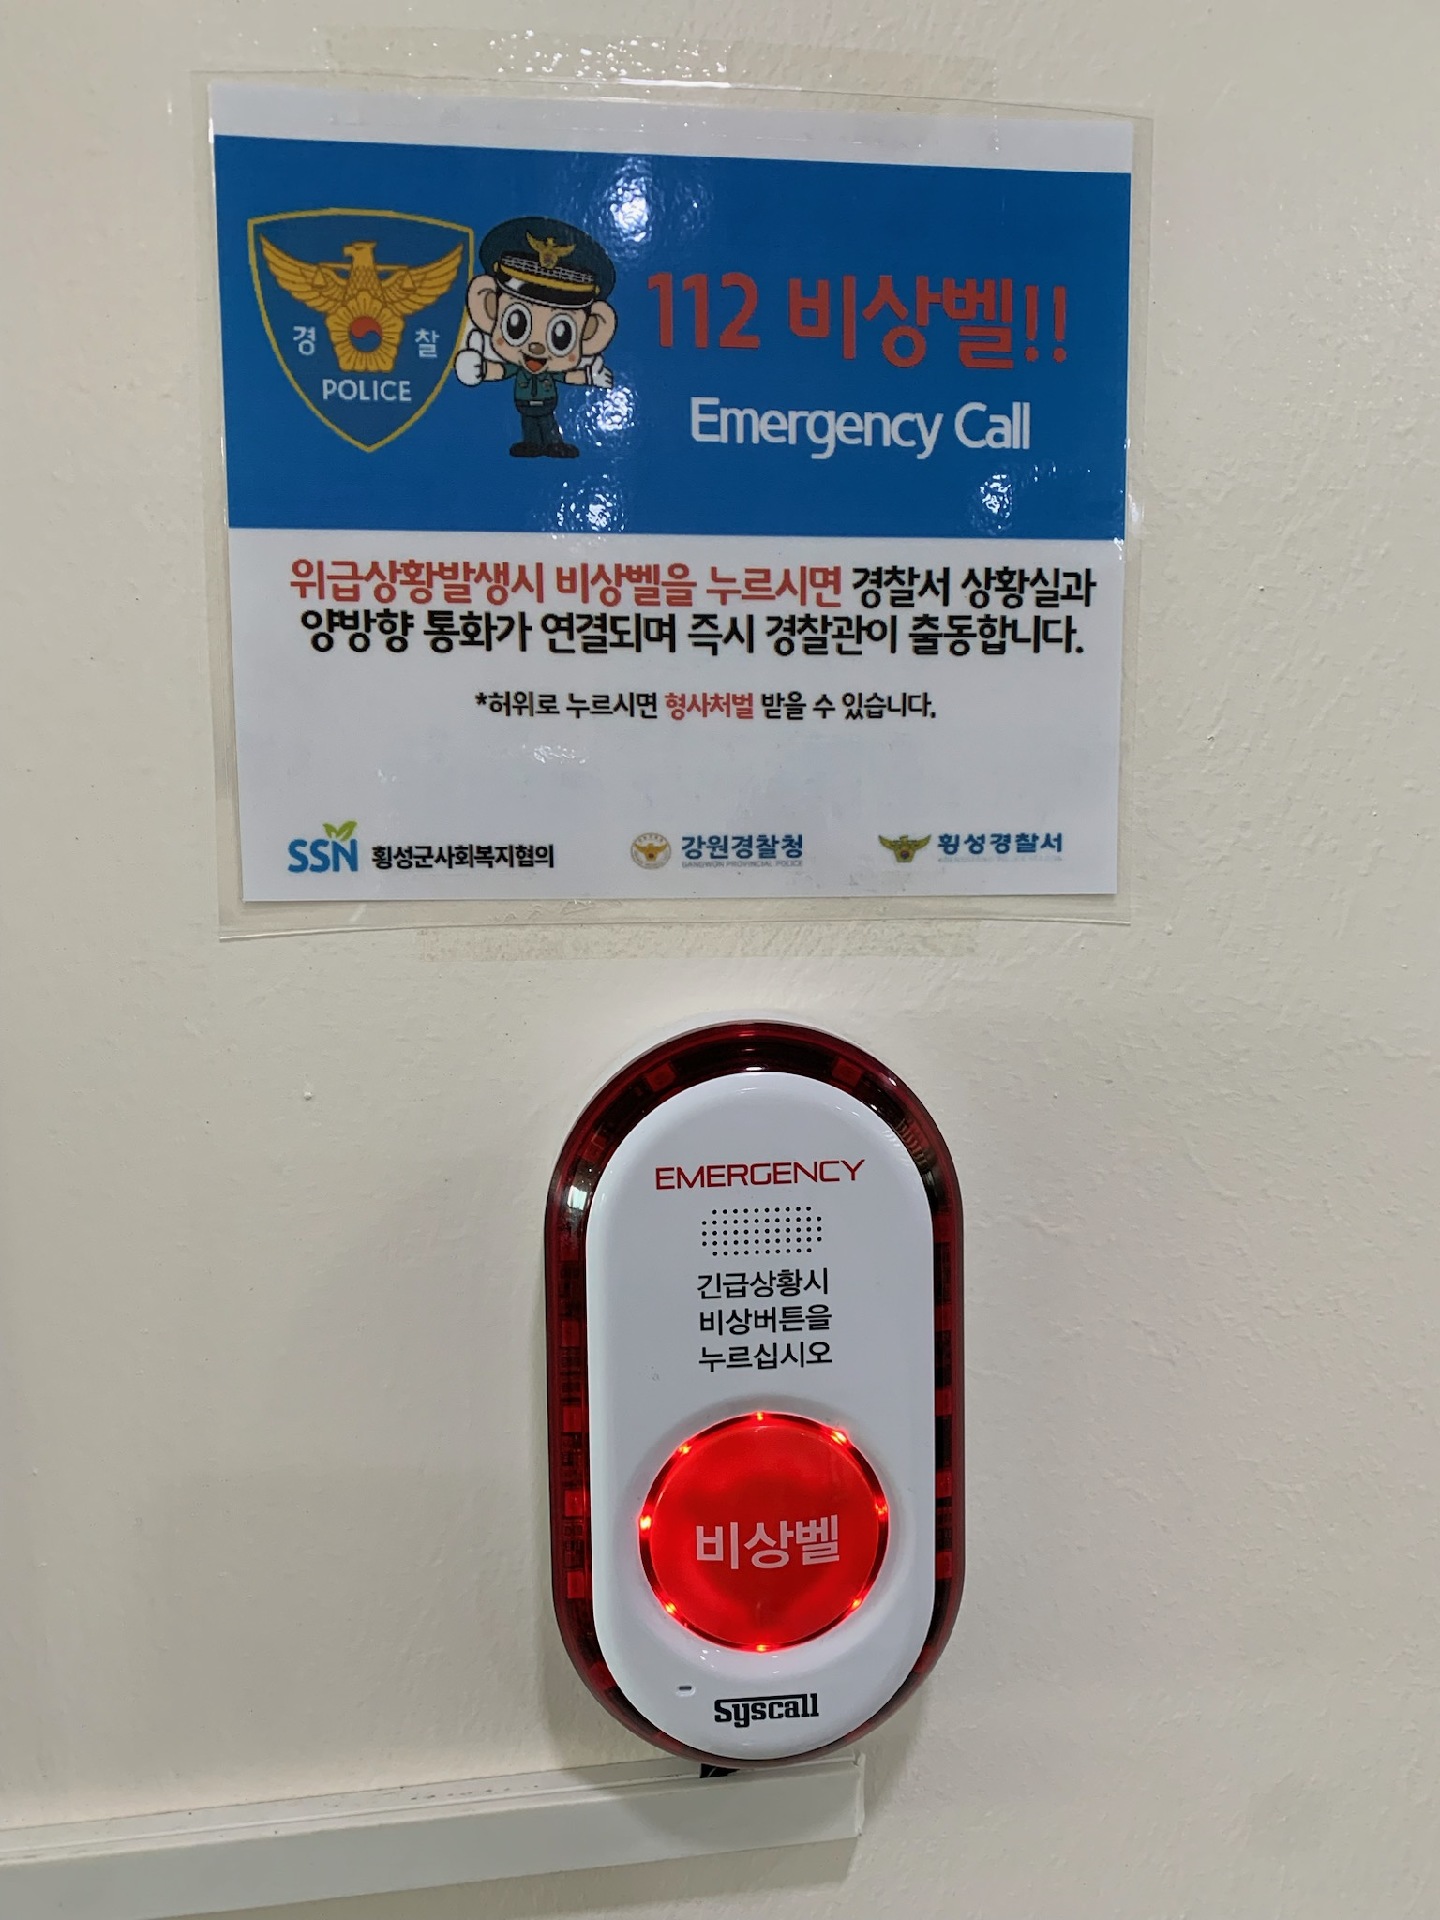 경 찰
POLICE
112 비상벨!!
Emergency Call
위급상황발생시 비상벨을 누르시면 경찰서 상황실과
양방향 통화가 연결되며 즉시 경찰관이 출동합니다.
*허위로 누르시면 형사처벌 받을 수 있습니다.
SSN 횡성군사회복지협의
강원경찰청
GANGWON PROVINCIAL POLICE
횡성경찰서
EMERGENCY
긴급상황시
비상버튼을
누르십시오
비상벨
Syscall